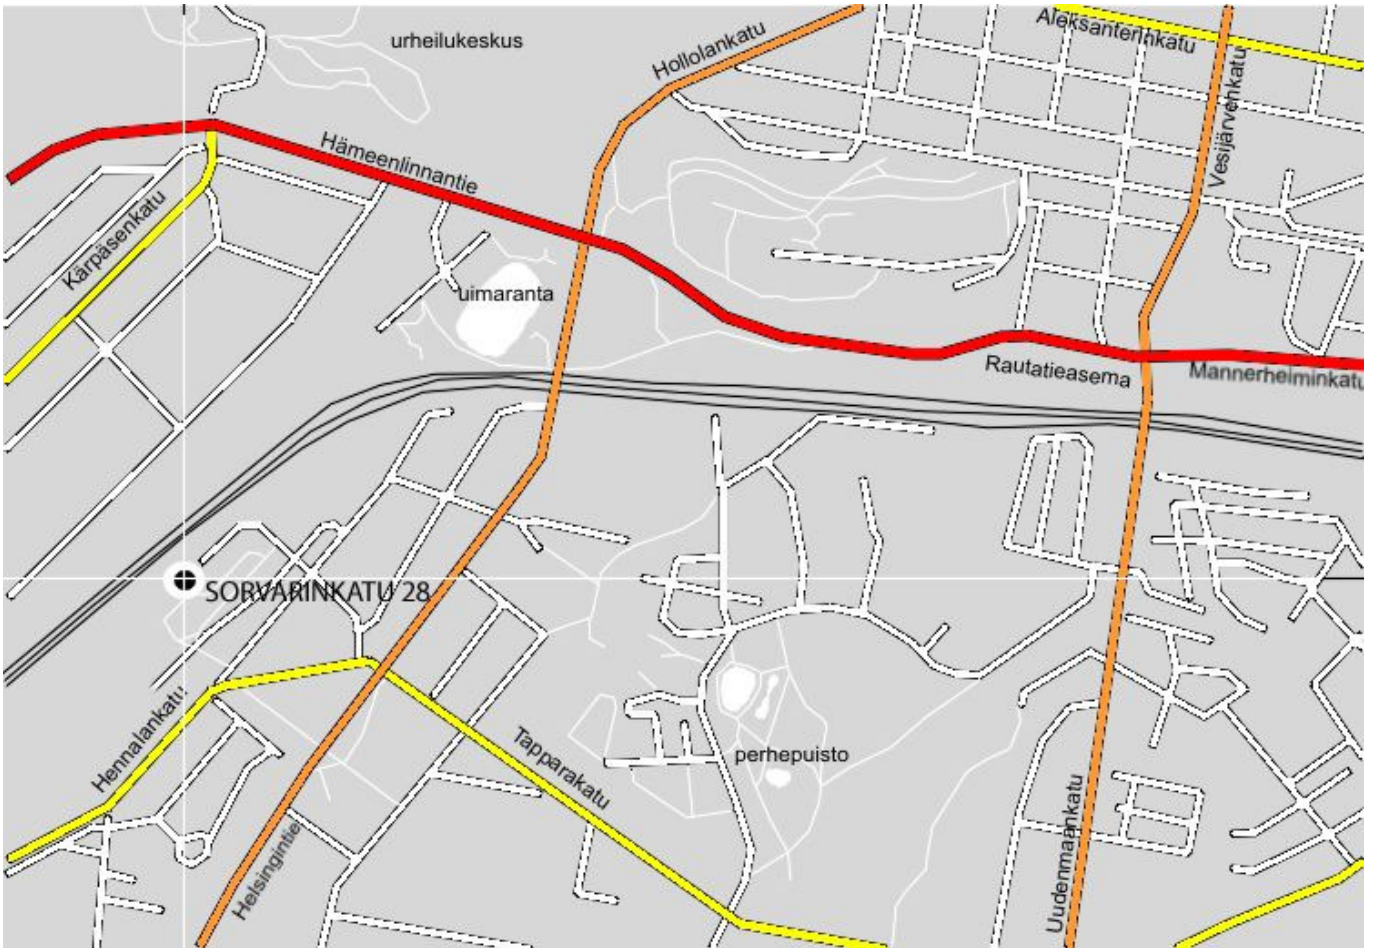 Aleksanterinkatu
urheilukeskus
Hollolankatu
Vesijärvenkatu
Hämeenlinnantie
Kärpäsenkatu
uimaranta
Rautatieasema
Mannerheiminkatu
SORVARINKATU 28
Hennalankatu
Tapparakatu
perhepuisto
Helsingintie
Uudenmaankatu